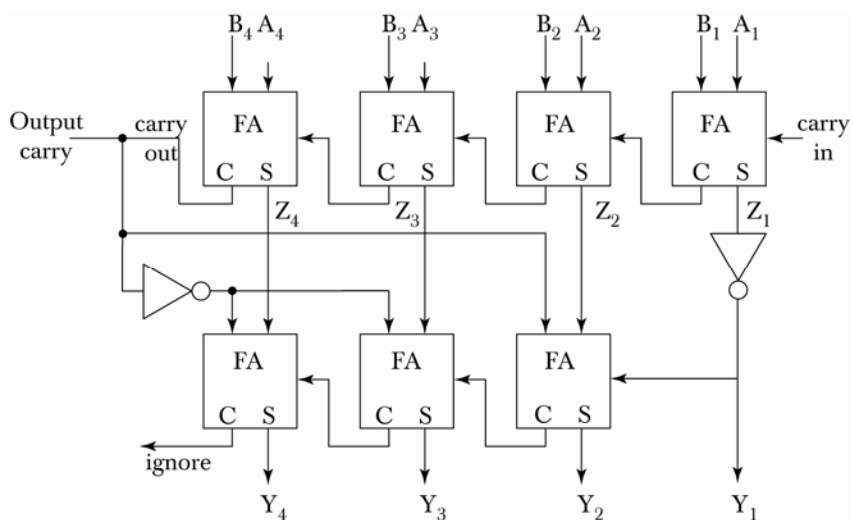 B₄ A₄ B₃ A₃ B₂ A₂ B₁ A₁
Output carry
carry out
FA FA FA FA
carry in
C S C S C S C S
Z₄ Z₃ Z₂ Z₁
FA FA FA
C S C S C S
ignore
Y₄ Y₃ Y₂ Y₁